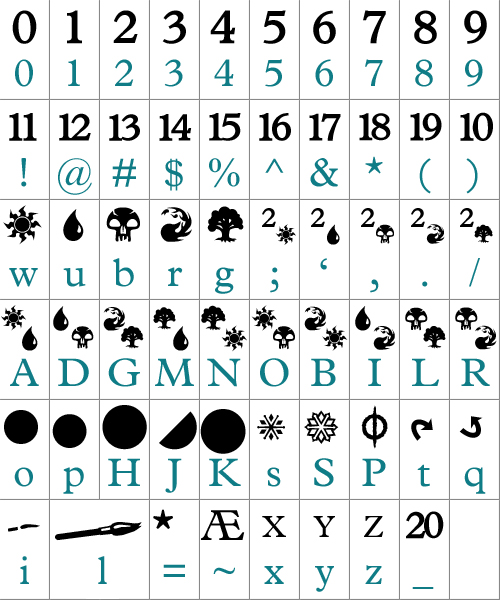 0 1 2 3 4 5 6 7 8 9
0 1 2 3 4 5 6 7 8 9
11 12 13 14 15 16 17 18 19 10
! @ # $ % ^ & * ( )
2 2 2 2 2
w u b r g ; ‘ , . /
A D G M N O B I L R
o p H J K s S P t q
Æ X Y Z 20
i l = ~ x y z _